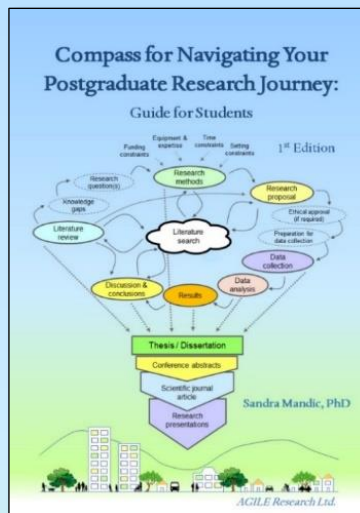 Compass for Navigating Your
Postgraduate Research Journey:
Guide for Students
1st Edition
Funding
constraints
Equipment &
expertise
Time
constraints
Setting
constraints
Research
question(s)
Research
methods
Knowledge
gaps
Research
proposal
Literature
review
Literature
search
Ethical approval
(if required)
Preparation for
data collection
Data
collection
Discussion &
conclusions
Results
Data
analysis
Thesis / Dissertation
Conference abstracts
Scientific journal
article
Research
presentations
Sandra Mandic, PhD
AGILE Research Ltd.